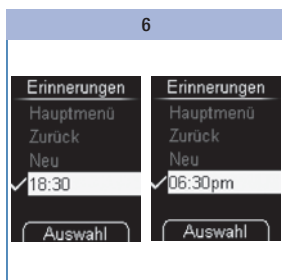 6
Erinnerungen
Hauptmenü
Zurück
Neu
18:30
Auswahl
Erinnerungen
Hauptmenü
Zurück
Neu
06:30pm
Auswahl